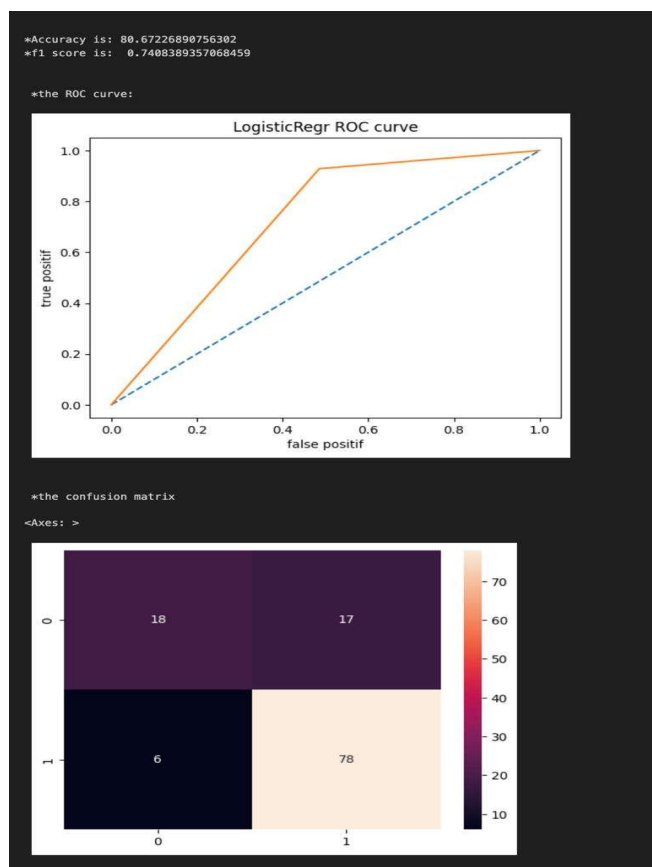 *Accuracy is: 80.67226890756302
*f1 score is: 0.7408389357068459
*the ROC curve:
LogisticRegr ROC curve
1.0
0.8
0.6
0.4
0.2
0.0
true positif
0.0 0.2 0.4 0.6 0.8 1.0
false positif
*the confusion matrix
<Axes: >
0
18 17
1
6 78
0 1
70
60
50
40
30
20
10